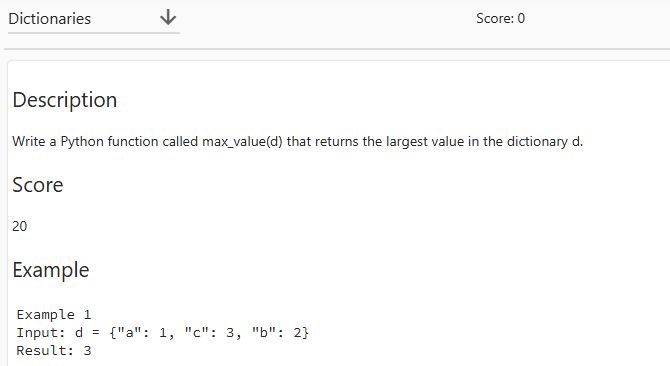 Dictionaries
Score: 0
Description
Write a Python function called max_value(d) that returns the largest value in the dictionary d.
Score
20
Example
Example 1
Input: d = {"a": 1, "c": 3, "b": 2}
Result: 3